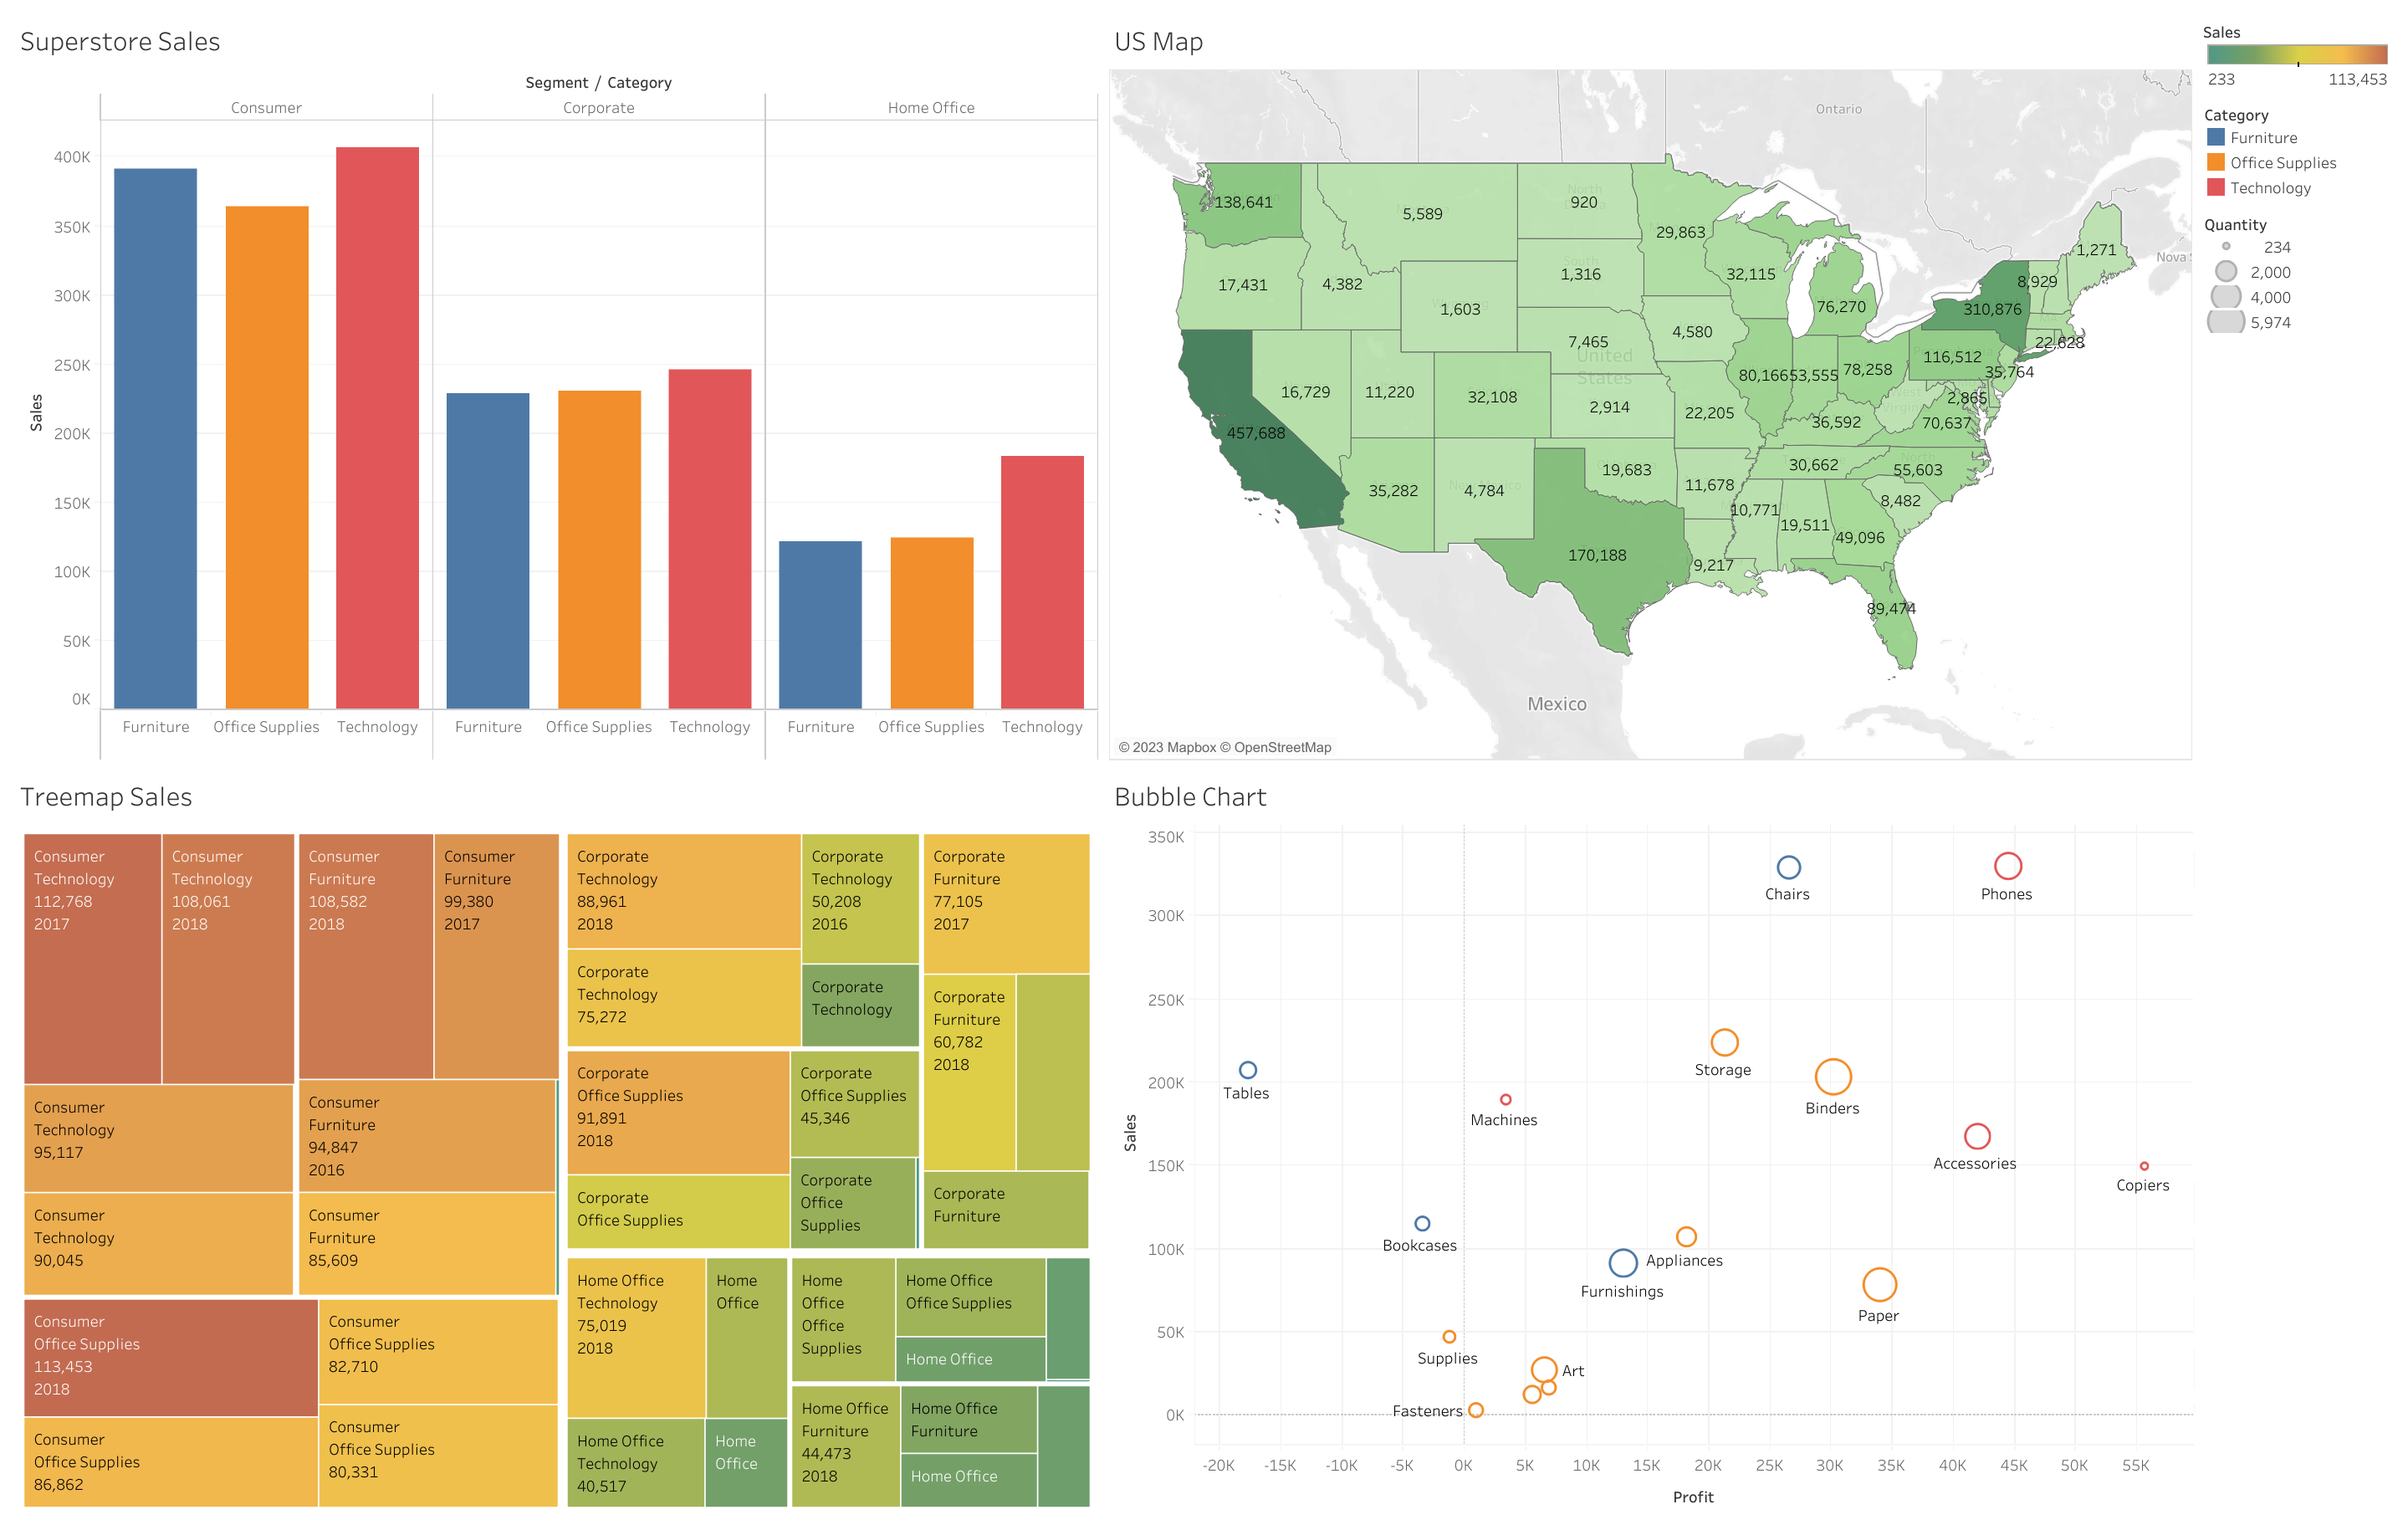 Superstore Sales
Segment / Category
Consumer
Corporate
Home Office
Sales
400K
350K
300K
250K
200K
150K
100K
50K
0K
Furniture
Office Supplies
Technology
Furniture
Office Supplies
Technology
Furniture
Office Supplies
Technology
US Map
Ontario
Nova
North
South
United
States
Mexico
138,641
5,589
920
29,863
1,271
17,431
4,382
1,316
32,115
8,929
1,603
76,270
310,876
7,465
4,580
22,828
116,512
16,729
11,220
32,108
80,166
53,555
78,258
35,764
2,914
22,205
2,865
36,592
70,637
457,688
35,282
4,784
19,683
30,662
55,603
11,678
8,482
10,771
19,511
49,096
170,188
9,217
89,474
© 2023 Mapbox © OpenStreetMap
Sales
233
113,453
Category
Furniture
Office Supplies
Technology
Quantity
234
2,000
4,000
5,974
Treemap Sales
Consumer
Technology
112,768
2017
Consumer
Technology
108,061
2018
Consumer
Furniture
108,582
2018
Consumer
Furniture
99,380
2017
Consumer
Technology
95,117
Consumer
Furniture
94,847
2016
Consumer
Technology
90,045
Consumer
Furniture
85,609
Consumer
Office Supplies
113,453
2018
Consumer
Office Supplies
82,710
Consumer
Office Supplies
86,862
Consumer
Office Supplies
80,331
Corporate
Technology
88,961
2018
Corporate
Technology
50,208
2016
Corporate
Furniture
77,105
2017
Corporate
Technology
75,272
Corporate
Technology
Corporate
Furniture
60,782
2018
Corporate
Office Supplies
91,891
2018
Corporate
Office Supplies
45,346
Corporate
Office Supplies
Corporate
Office
Supplies
Corporate
Furniture
Home Office
Technology
75,019
2018
Home
Office
Home
Office
Office
Supplies
Home Office
Office Supplies
Home Office
Home Office
Technology
40,517
Home
Office
Home Office
Furniture
44,473
2018
Home Office
Furniture
Home Office
Bubble Chart
Sales
350K
300K
250K
200K
150K
100K
50K
0K
Chairs
Phones
Storage
Tables
Binders
Machines
Accessories
Copiers
Bookcases
Appliances
Furnishings
Paper
Supplies
Art
Fasteners
-20K
-15K
-10K
-5K
0K
5K
10K
15K
20K
25K
30K
35K
40K
45K
50K
55K
Profit